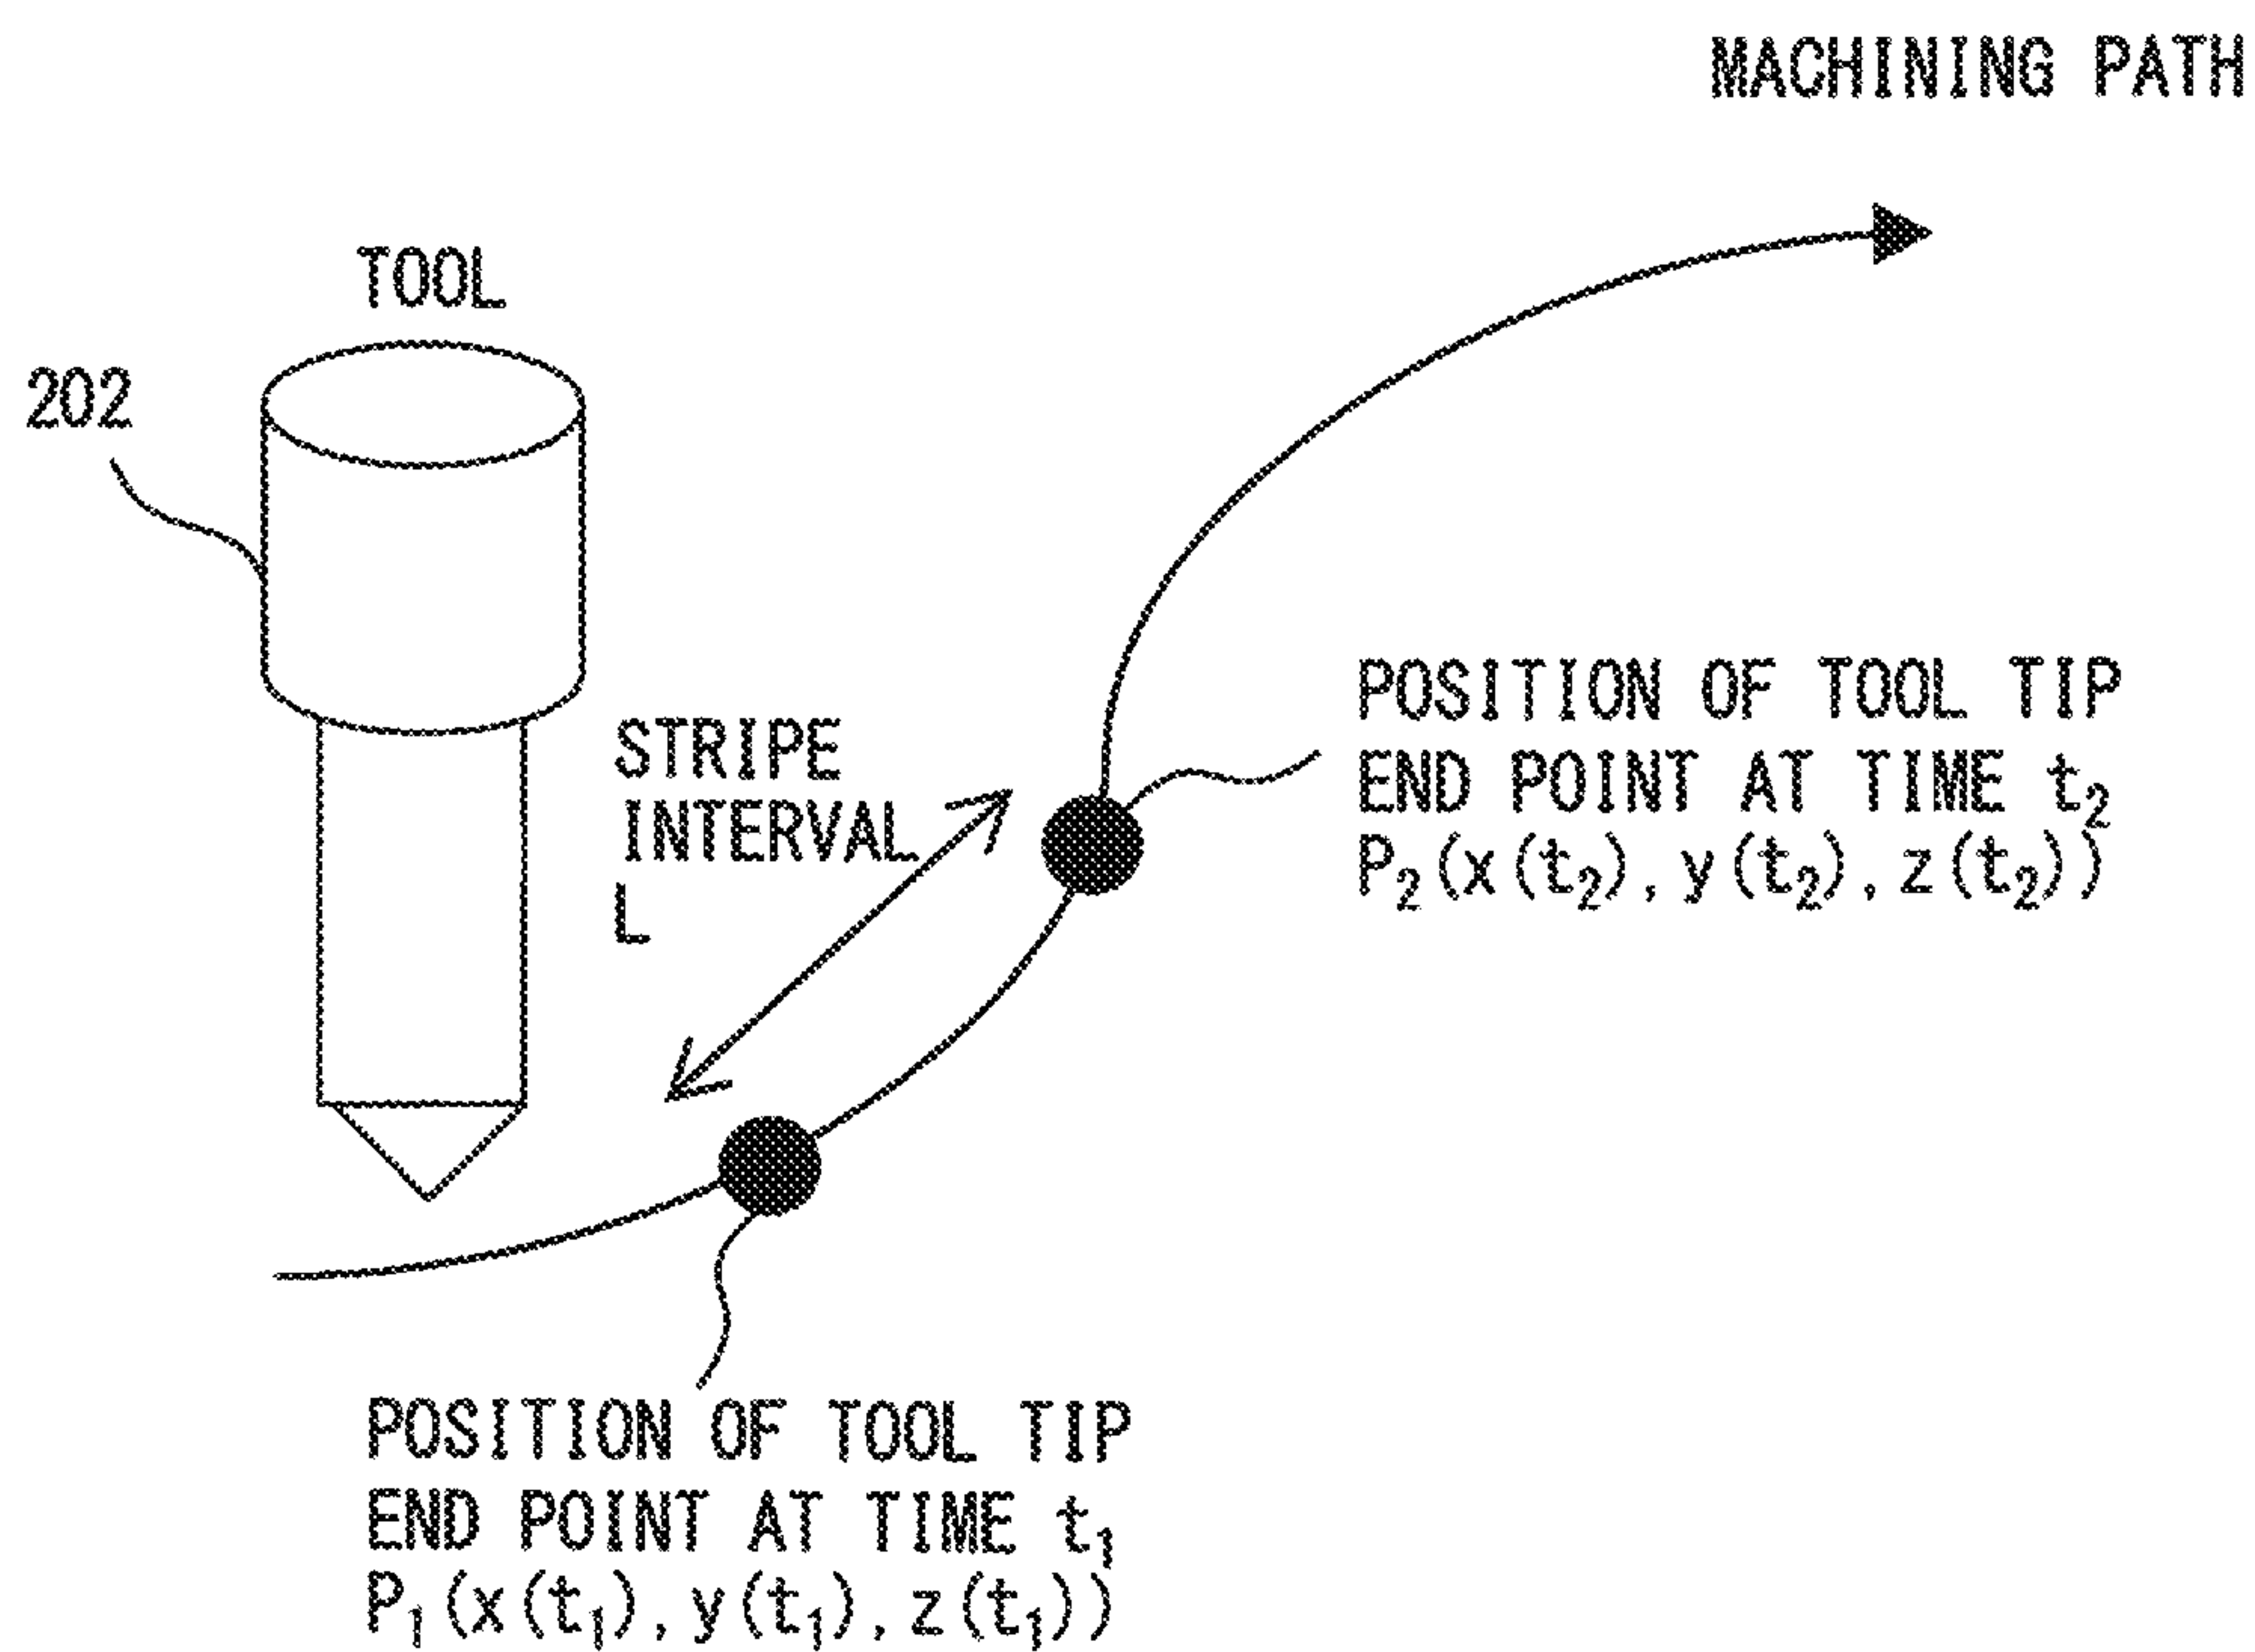 MACHINING PATH
TOOL
202
STRIPE
INTERVAL
L
POSITION OF TOOL TIP
END POINT AT TIME t₂
P₂(x(t₂), y(t₂), z(t₂))
POSITION OF TOOL TIP
END POINT AT TIME t₁
P₁(x(t₁), y(t₁), z(t₁))